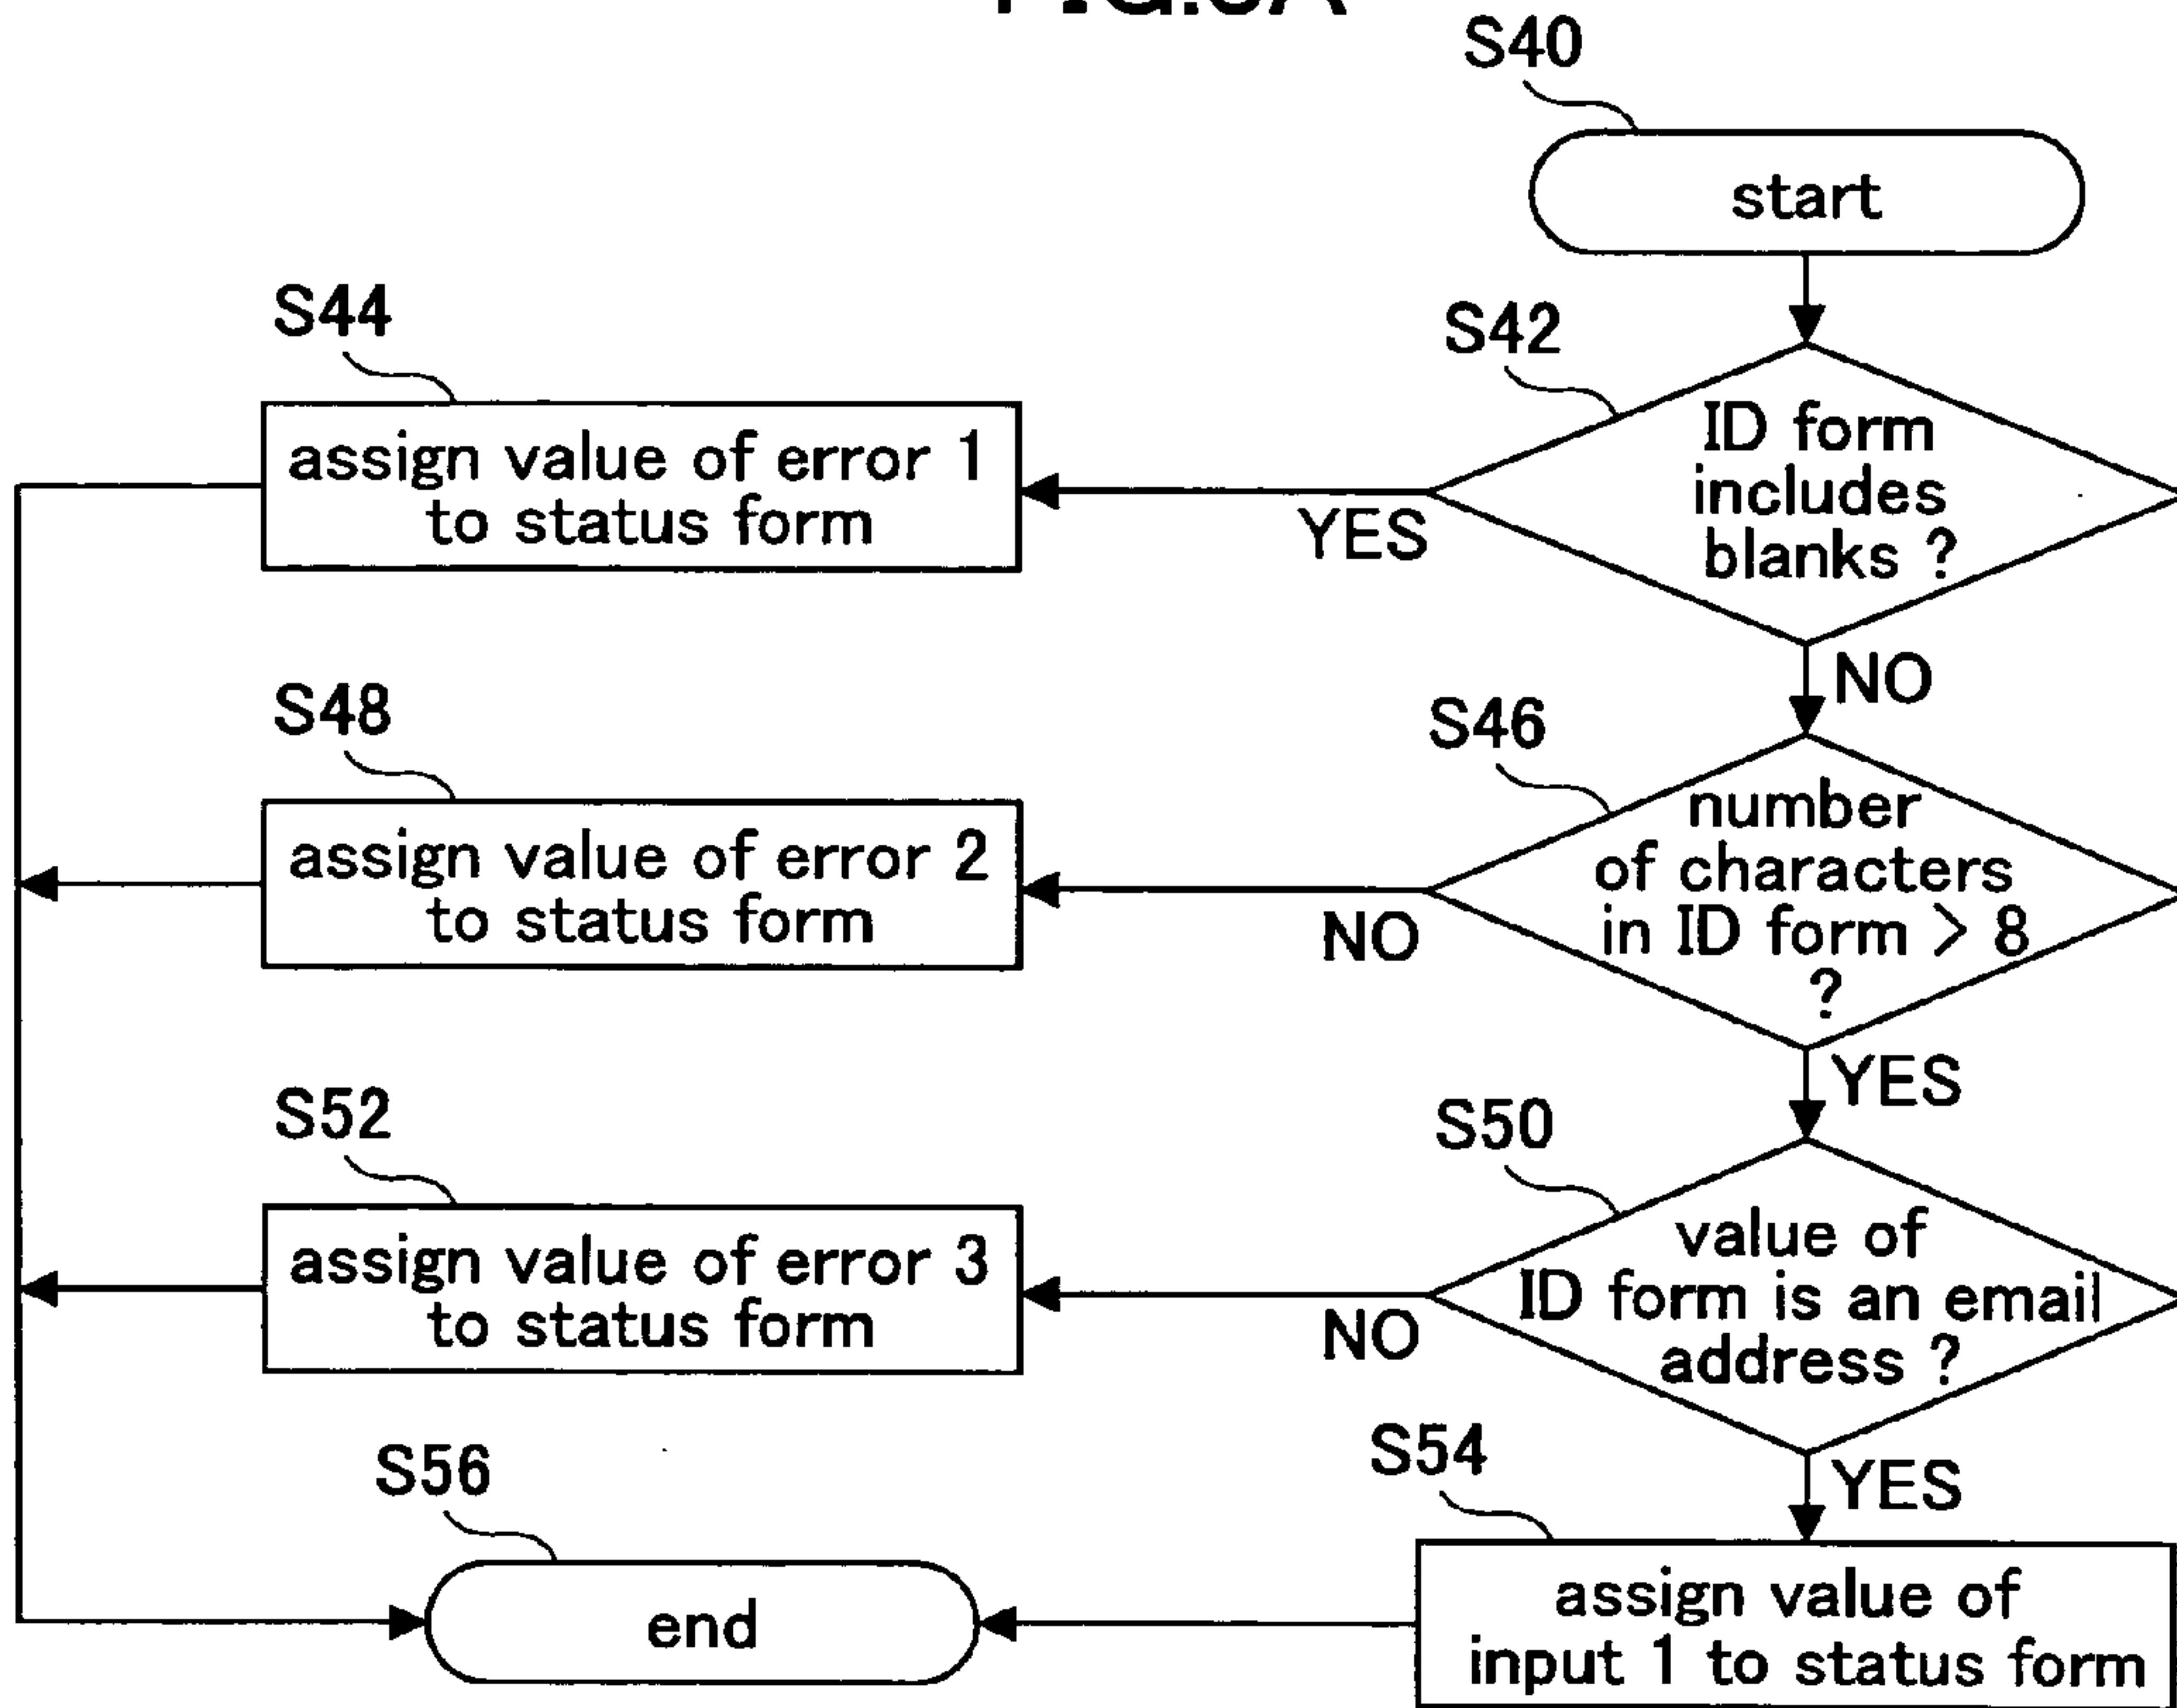 S40
start
S44
S42
assign value of error 1
to status form
ID form
includes
blanks ?
YES
NO
S48
S46
assign value of error 2
to status form
number
of characters
in ID form > 8
?
NO
YES
S52
S50
assign value of error 3
to status form
value of
ID form is an email
address ?
NO
YES
S56
S54
end
assign value of
input 1 to status form